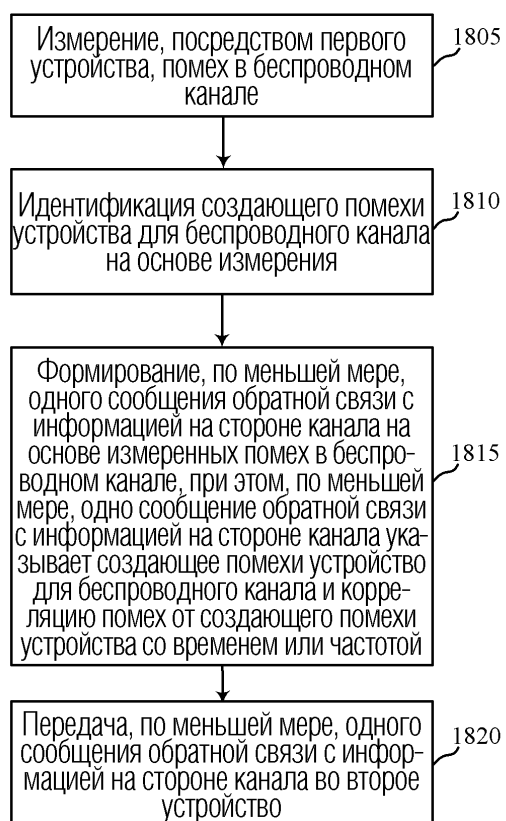 Измерение, посредством первого
устройства, помех в беспроводном
канале
1805
Идентификация создающего помехи
устройства для беспроводного канала
на основе измерения
1810
Формирование, по меньшей мере,
одного сообщения обратной связи с
информацией на стороне канала на
основе измеренных помех в беспро-
водном канале, при этом, по меньшей
мере, одно сообщение обратной связи
с информацией на стороне канала ука-
зывает создающее помехи устройство
для беспроводного канала и корре-
ляцию помех от создающего помехи
устройства со временем или частотой
1815
Передача, по меньшей мере, одного
сообщения обратной связи с инфор-
мацией на стороне канала во второе
устройство
1820